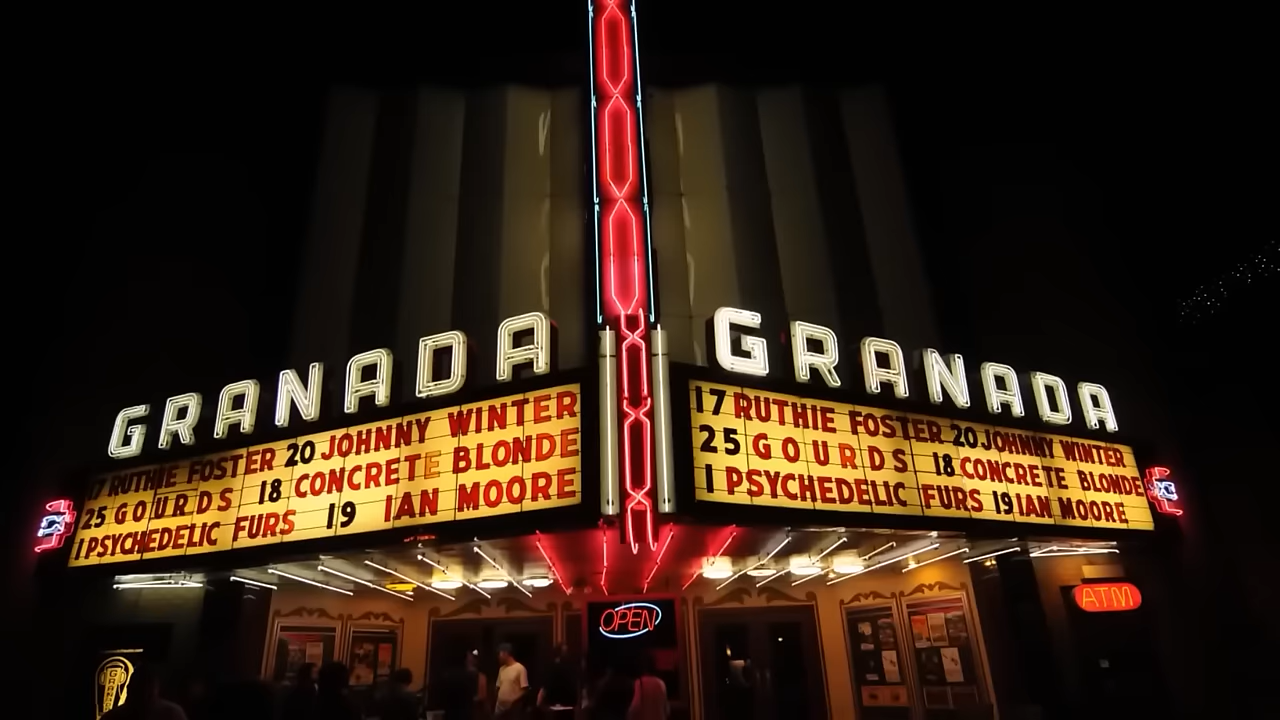 GRANADA
17 RUTHIE FOSTER 20 JOHNNY WINTER
25 GOURDS 18 CONCRETE BLONDE
1 PSYCHEDELIC FURS 19 IAN MOORE
GRANADA
17 RUTHIE FOSTER 20 JOHNNY WINTER
25 GOURDS 18 CONCRETE BLONDE
1 PSYCHEDELIC FURS 19 IAN MOORE
OPEN
ATM
GRANADA